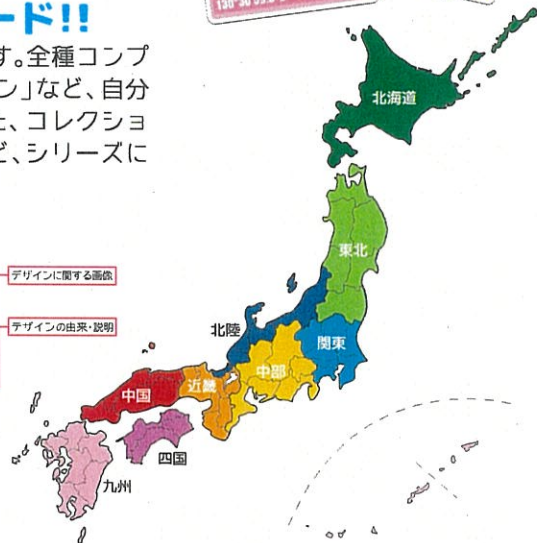 ード!!
す。全種コンプ
ン」など、自分
こ、コレクショ
ど、シリーズに
デザインに関する画像
デザインの由来・説明
北海道
東北
北陸
関東
中部
近畿
中国
四国
九州